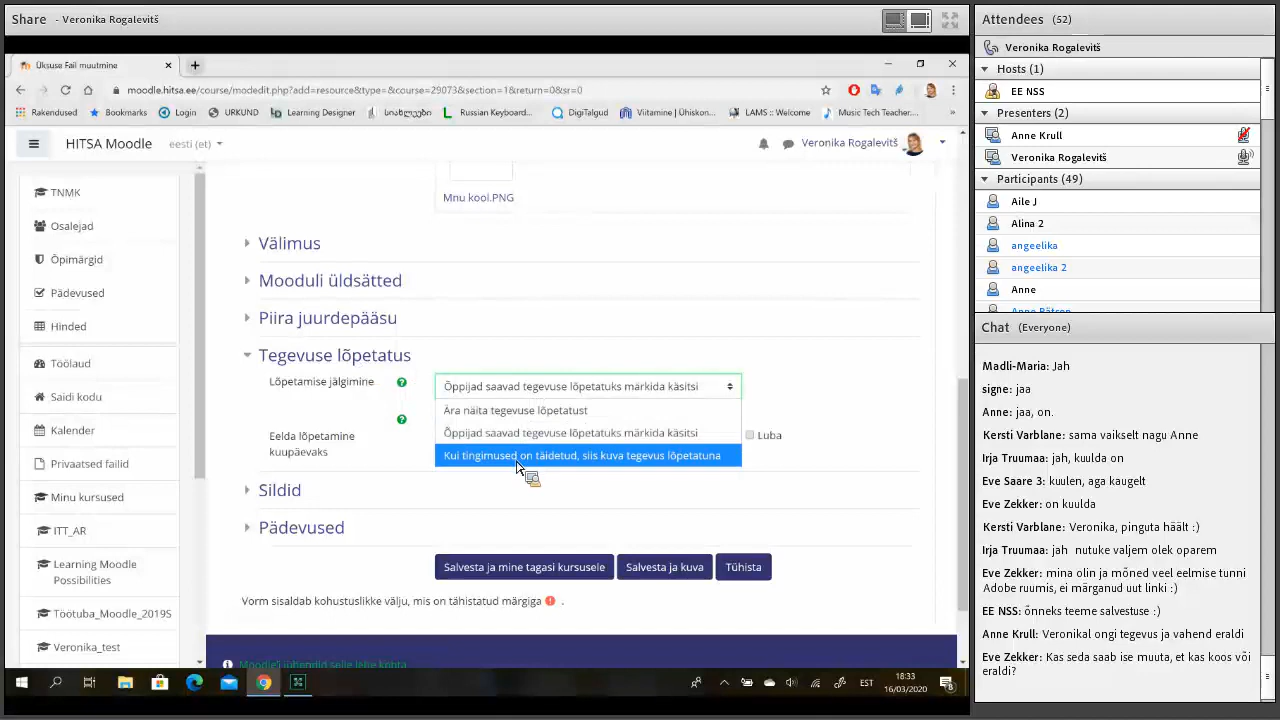 Share - Veronika Rogalevitš
Üksuse Fail muutmine
moodle.hitsa.ee/course/modedit.php?add=resource&type=&course=29073&section=1&return=0&sr=0
Rakendused Bookmarks Login URKUND Learning Designer სახალხელო DigiTalgud Viitamine | Ühiskon... Russian Keyboard... LAMS :: Welcome Music Tech Teacher...
HITSA Moodle eesti (et) Veronika Rogalevitš
TNMK
Osalejad
Õpimärgid
Pädevused
Hinded
Töölaud
Saidi kodu
Kalender
Privaatsed failid
Minu kursused
ITT_AR
Learning Moodle
Possibilities
Töötuba_Moodle_2019S
Veronika_test
Mnu kool.PNG
Välimus
Mooduli üldsätted
Piira juurdepääsu
Tegevuse lõpetatus
Lõpetamise jälgimine
Õppijad saavad tegevuse lõpetatuks märkida käsitsi
Ära näita tegevuse lõpetatust
Õppijad saavad tegevuse lõpetatuks märkida käsitsi
Kui tingimused on täidetud, siis kuva tegevus lõpetatuna
Eelda lõpetamine
kuupäevaks
Luba
Sildid
Pädevused
Salvesta ja mine tagasi kursusele Salvesta ja kuva Tühista
Vorm sisaldab kohustuslikke välju, mis on tähistatud märgiga .
Moodle'i juhendid selle lehe kohta
EST
18:33
16/03/2020
8
Attendees (52)
Veronika Rogalevitš
Hosts (1)
EE NSS
Presenters (2)
Anne Krull
Veronika Rogalevitš
Participants (49)
Aile J
Alina 2
angeelika
angeelika 2
Anne
Anne Rätsep
Chat (Everyone)
Madli-Maria: Jah
signe: jaa
Anne: jaa, on.
Kersti Varblane: sama vaikselt nagu Anne
Irja Truumaa: jah, kuulda on
Eve Saare 3: kuulen, aga kaugelt
Eve Zekker: on kuulda
Kersti Varblane: Veronika, pinguta häält :)
Irja Truumaa: jah nutuke valjem olek oparem
Eve Zekker: mina olin ja mõned veel eelmise tunni
Adobe ruumis, ei märganud uut linki :)
EE NSS: õnneks teeme salvestuse :)
Anne Krull: Veronikal ongi tegevus ja vahend eraldi
Eve Zekker: Kas seda saab ise muuta, et kas koos või
eraldi?